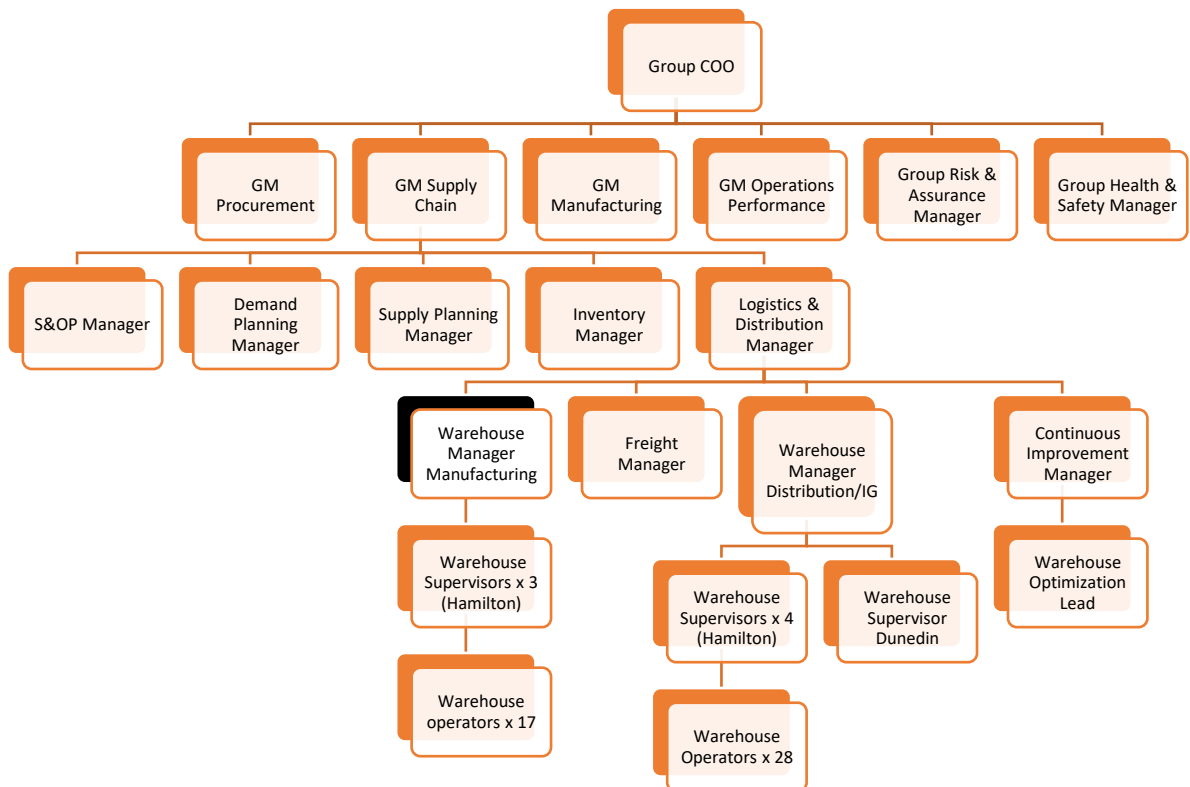 Group COO
GM
Procurement
GM Supply
Chain
GM
Manufacturing
GM Operations
Performance
Group Risk &
Assurance
Manager
Group Health &
Safety Manager
S&OP Manager
Demand
Planning
Manager
Supply Planning
Manager
Inventory
Manager
Logistics &
Distribution
Manager
Warehouse
Manager
Manufacturing
Freight
Manager
Warehouse
Manager
Distribution/IG
Continuous
Improvement
Manager
Warehouse
Supervisors x 3
(Hamilton)
Warehouse
Supervisors x 4
(Hamilton)
Warehouse
Supervisor
Dunedin
Warehouse
Optimization
Lead
Warehouse
operators x 17
Warehouse
Operators x 28